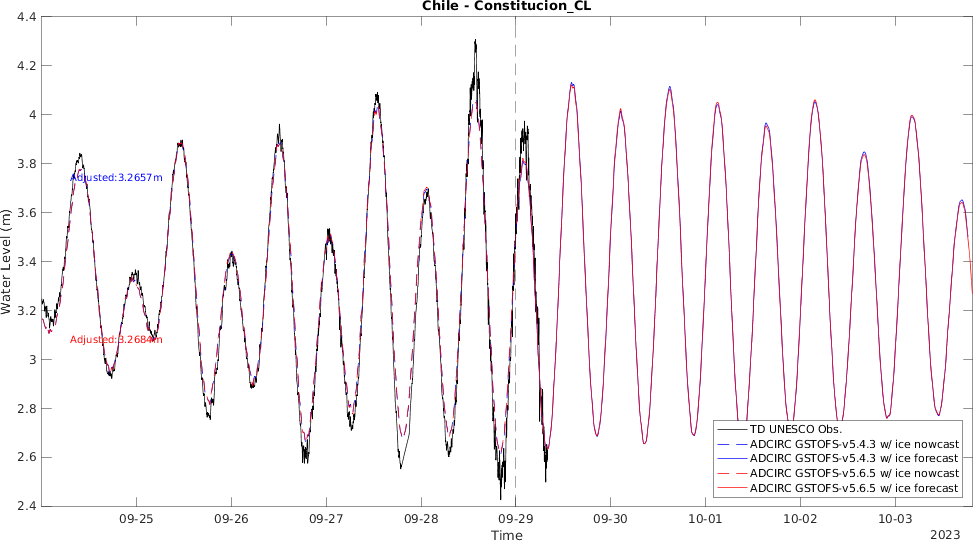 Chile - Constitucion_CL
Water Level (m)
4.4
4.2
4
3.8
3.6
3.4
3.2
3
2.8
2.6
2.4
Adjusted:3.2657m
Adjusted:3.2684m
TD UNESCO Obs.
ADCIRC GSTOFS-v5.4.3 w/ ice nowcast
ADCIRC GSTOFS-v5.4.3 w/ ice forecast
ADCIRC GSTOFS-v5.6.5 w/ ice nowcast
ADCIRC GSTOFS-v5.6.5 w/ ice forecast
09-25 09-26 09-27 09-28 09-29 09-30 10-01 10-02 10-03
Time
2023